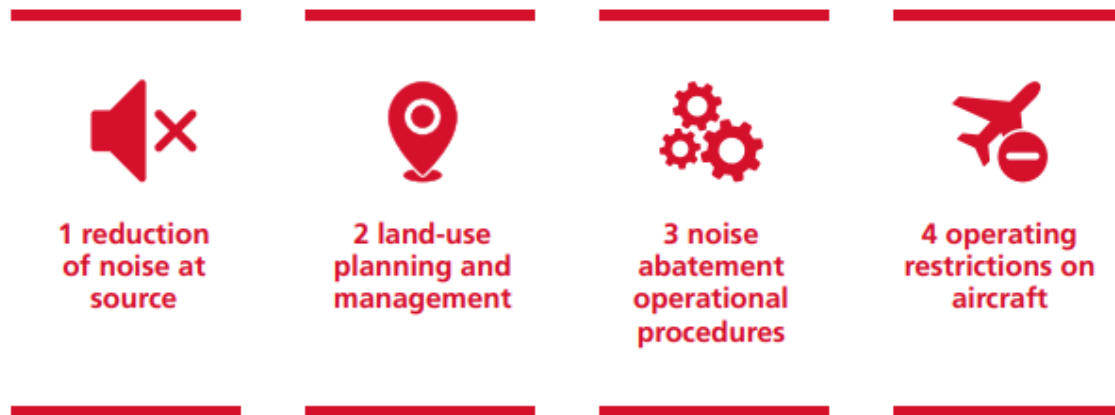 1 reduction
of noise at
source
2 land-use
planning and
management
3 noise
abatement
operational
procedures
4 operating
restrictions on
aircraft